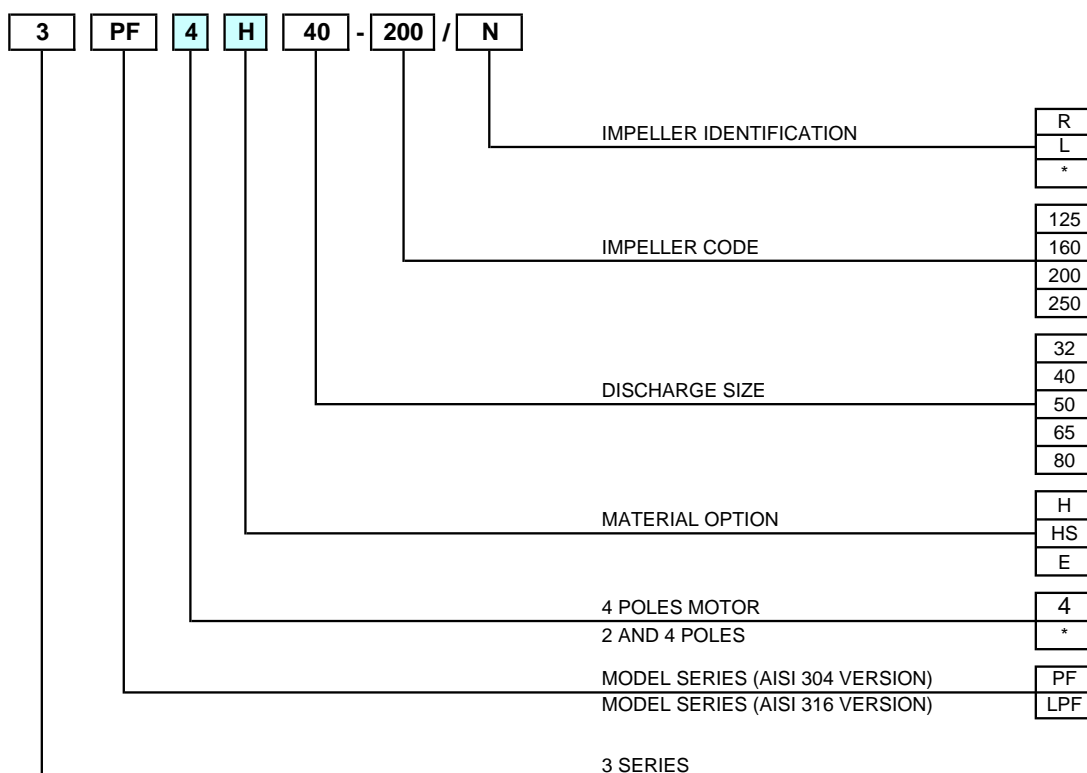 3 PF 4 H 40 - 200 / N
IMPELLER IDENTIFICATION
R
L
*
IMPELLER CODE
125
160
200
250
DISCHARGE SIZE
32
40
50
65
80
MATERIAL OPTION
H
HS
E
4 POLES MOTOR
4
2 AND 4 POLES
*
MODEL SERIES (AISI 304 VERSION)
PF
MODEL SERIES (AISI 316 VERSION)
LPF
3 SERIES